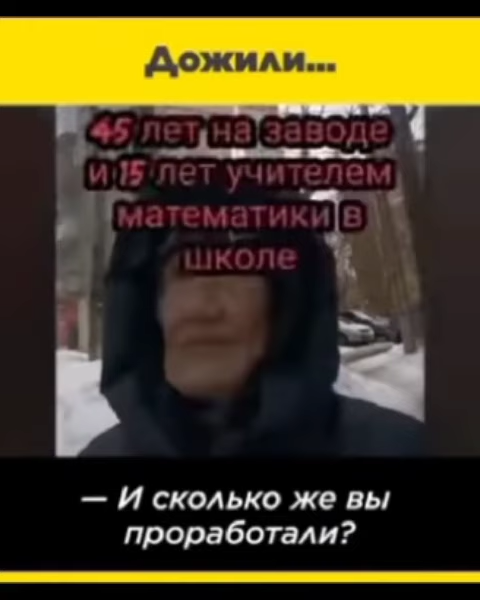 Дожили...
45 лет на заводе
и 15 лет учителем
математики в
школе
— И сколько же вы
проработали?